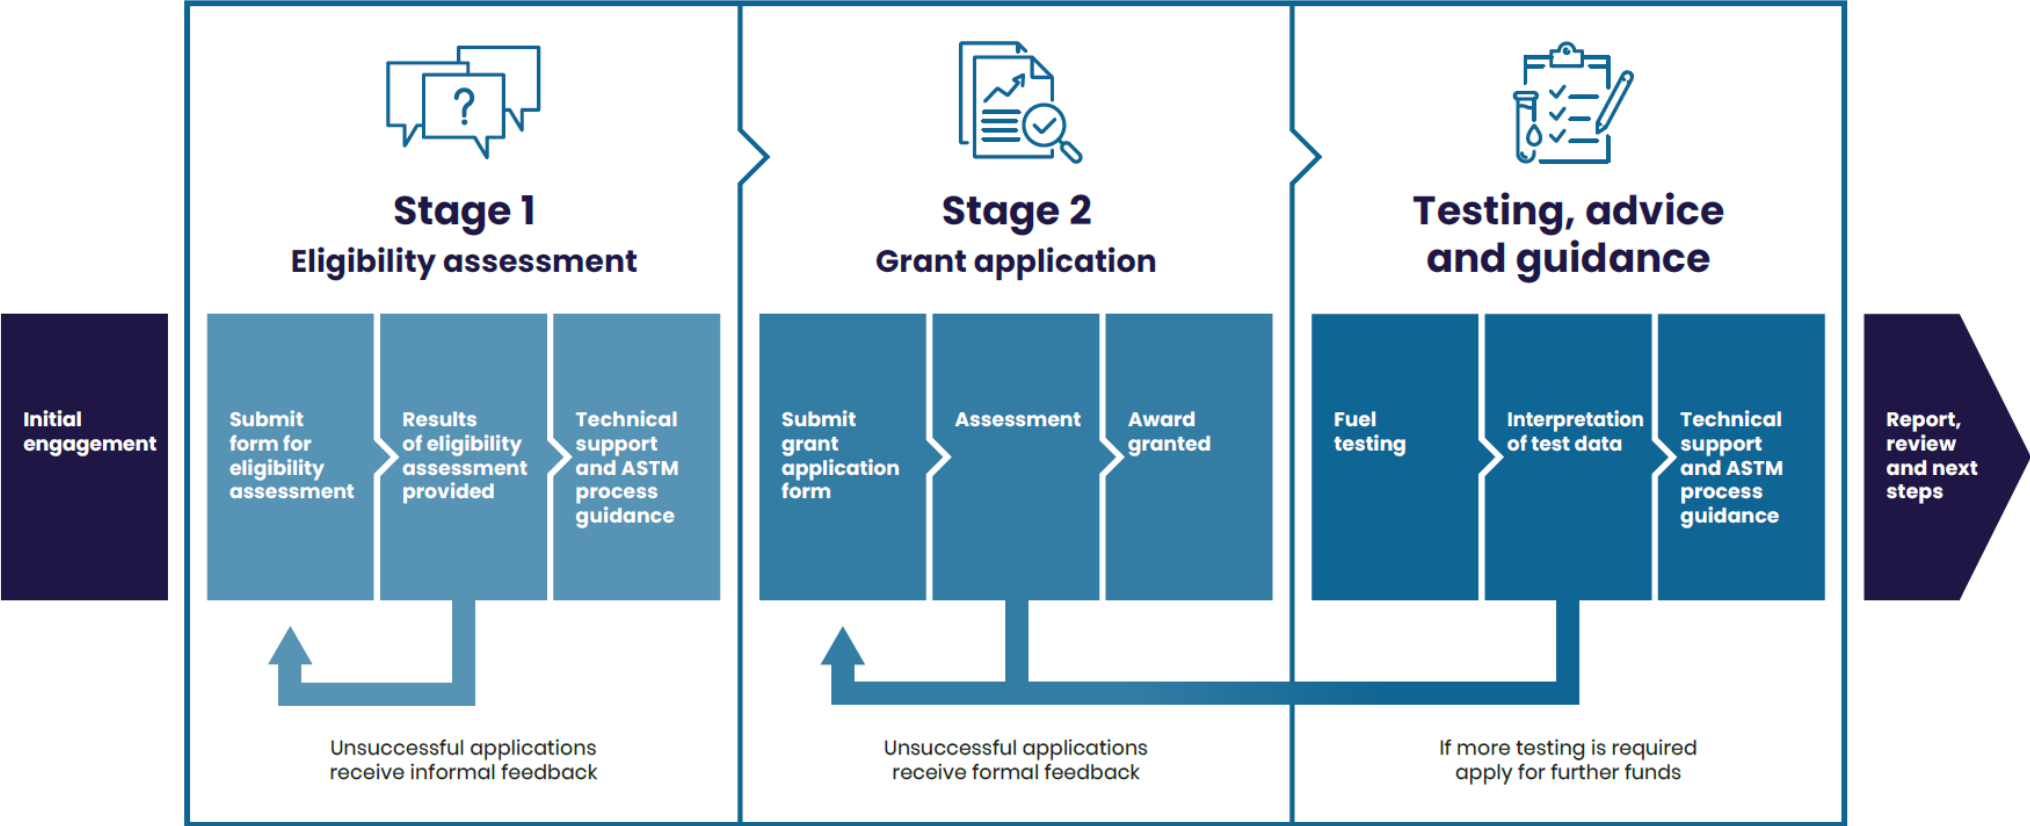 ?
Stage 1
Eligibility assessment
Stage 2
Grant application
Testing, advice
and guidance
Initial
engagement
Submit
form for
eligibility
assessment
Results
of eligibility
assessment
provided
Technical
support
and ASTM
process
guidance
Submit
grant
application
form
Assessment
Award
granted
Fuel
testing
Interpretation
of test data
Technical
support
and ASTM
process
guidance
Report,
review
and next
steps
Unsuccessful applications
receive informal feedback
Unsuccessful applications
receive formal feedback
If more testing is required
apply for further funds